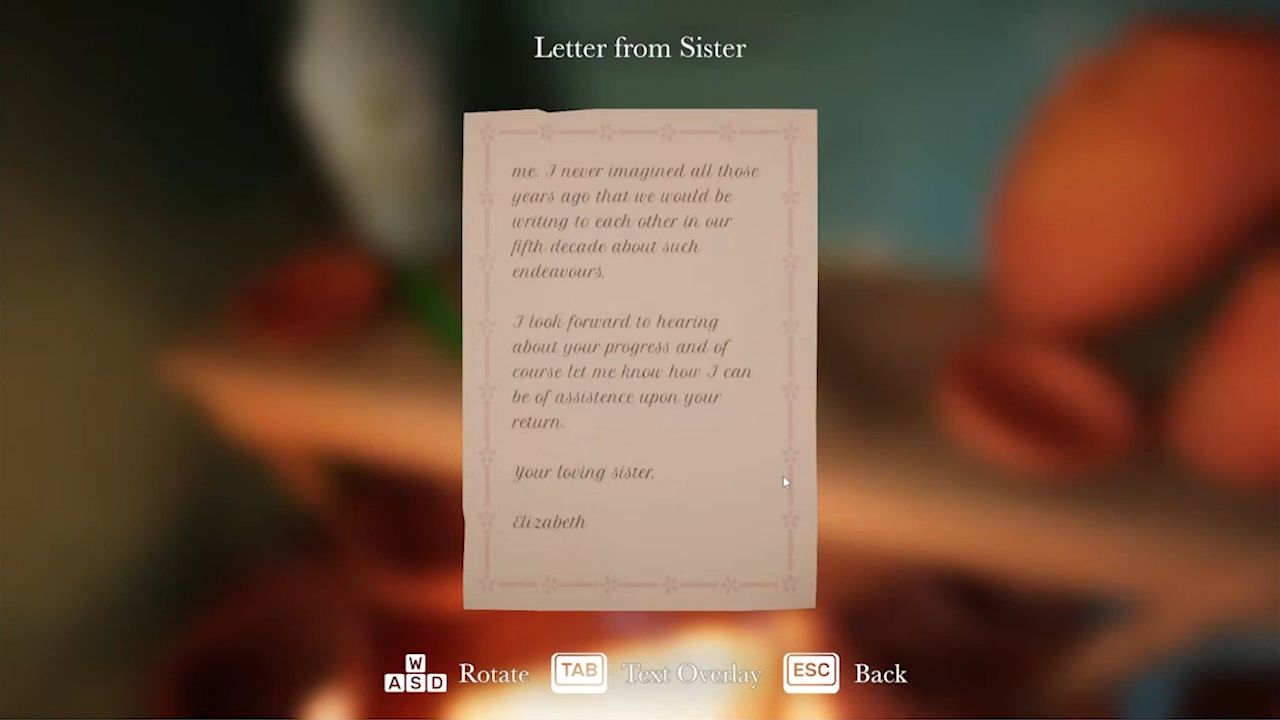 Letter from Sister
me. I never imagined all those
years ago that we would be
writing to each other in our
fifth decade about such
endeavours.
I look forward to hearing
about your progress and of
course let me know how I can
be of assistence upon your
return.
Your loving sister.
Elizabeth
W
A S D Rotate TAB Text Overlay ESC Back